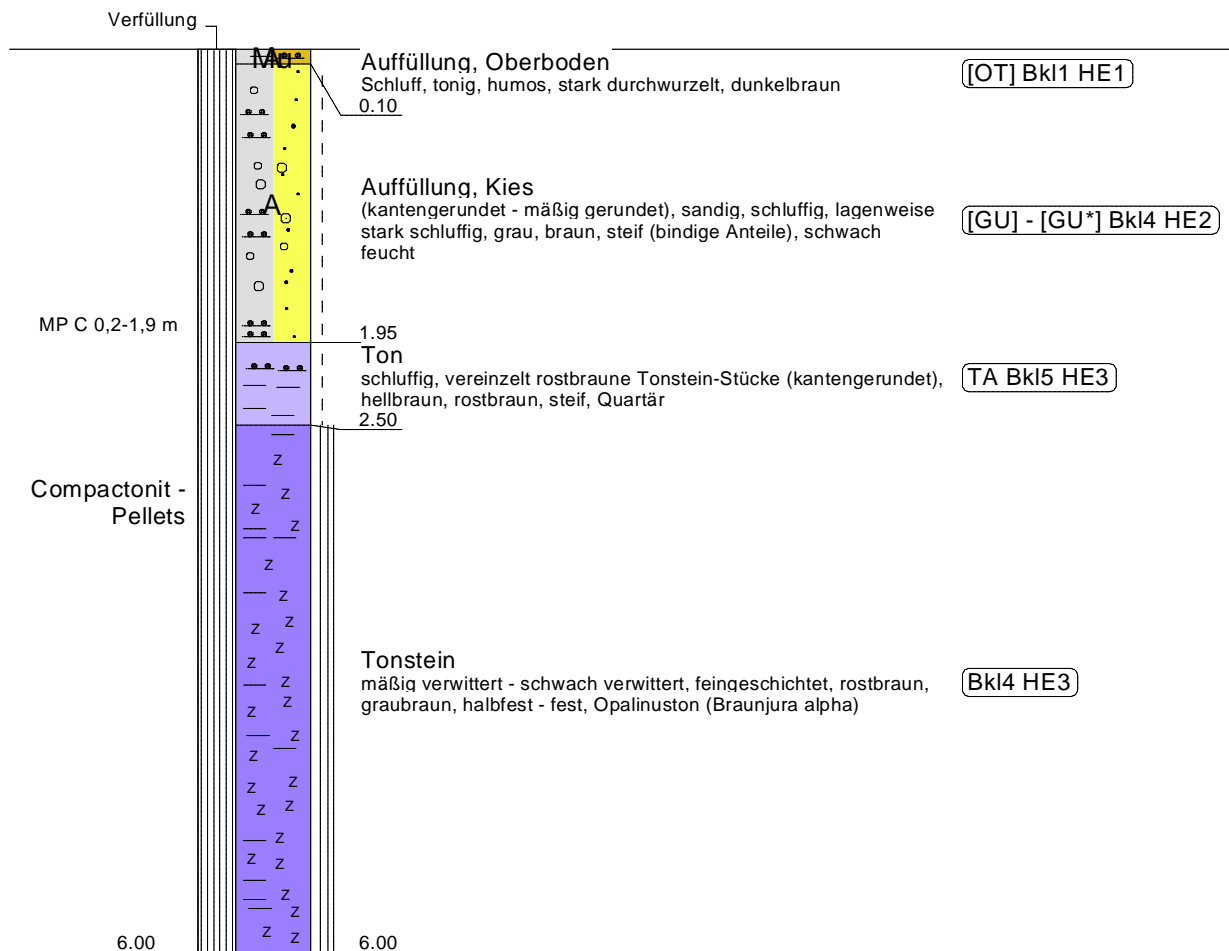 Verfüllung
Mu
A
Auffüllung, Oberboden
Schluff, tonig, humos, stark durchwurzelt, dunkelbraun
0.10
[OT] Bkl1 HE1
Auffüllung, Kies
(kantengerundet - mäßig gerundet), sandig, schluffig, lagenweise
stark schluffig, grau, braun, steif (bindige Anteile), schwach
feucht
[GU] - [GU*] Bkl4 HE2
A
MP C 0,2-1,9 m
1.95
Ton
schluffig, vereinzelt rostbraune Tonstein-Stücke (kantengerundet),
hellbraun, rostbraun, steif, Quartär
2.50
TA Bkl5 HE3
Compactonit -
Pellets
Tonstein
mäßig verwittert - schwach verwittert, feingeschichtet, rostbraun,
graubraun, halbfest - fest, Opalinuston (Braunjura alpha)
Bkl4 HE3
6.00
6.00